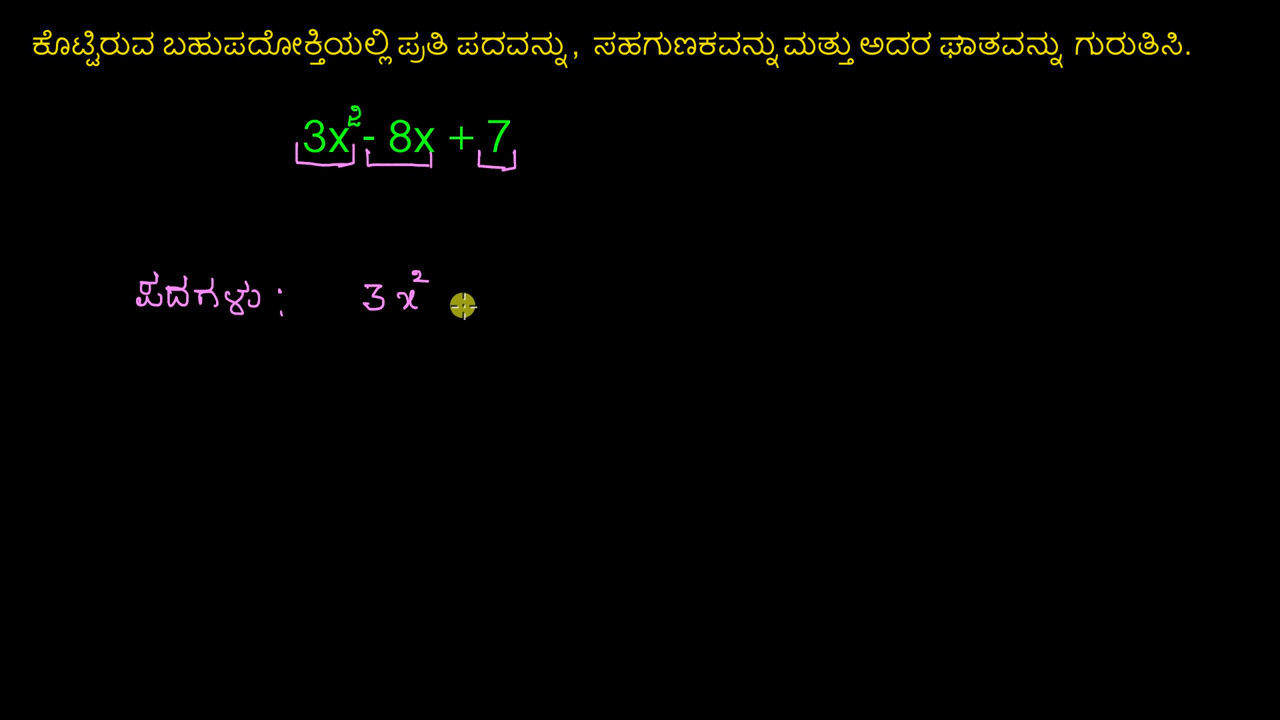 ಕೊಟ್ಟಿರುವ ಬಹುಪದೋಕ್ತಿಯಲ್ಲಿ ಪ್ರತಿ ಪದವನ್ನು , ಸಹಗುಣಕವನ್ನು ಮತ್ತು ಅದರ ಘಾತವನ್ನು ಗುರುತಿಸಿ.
3x² - 8x + 7
ಪದಗಳು : 3x²